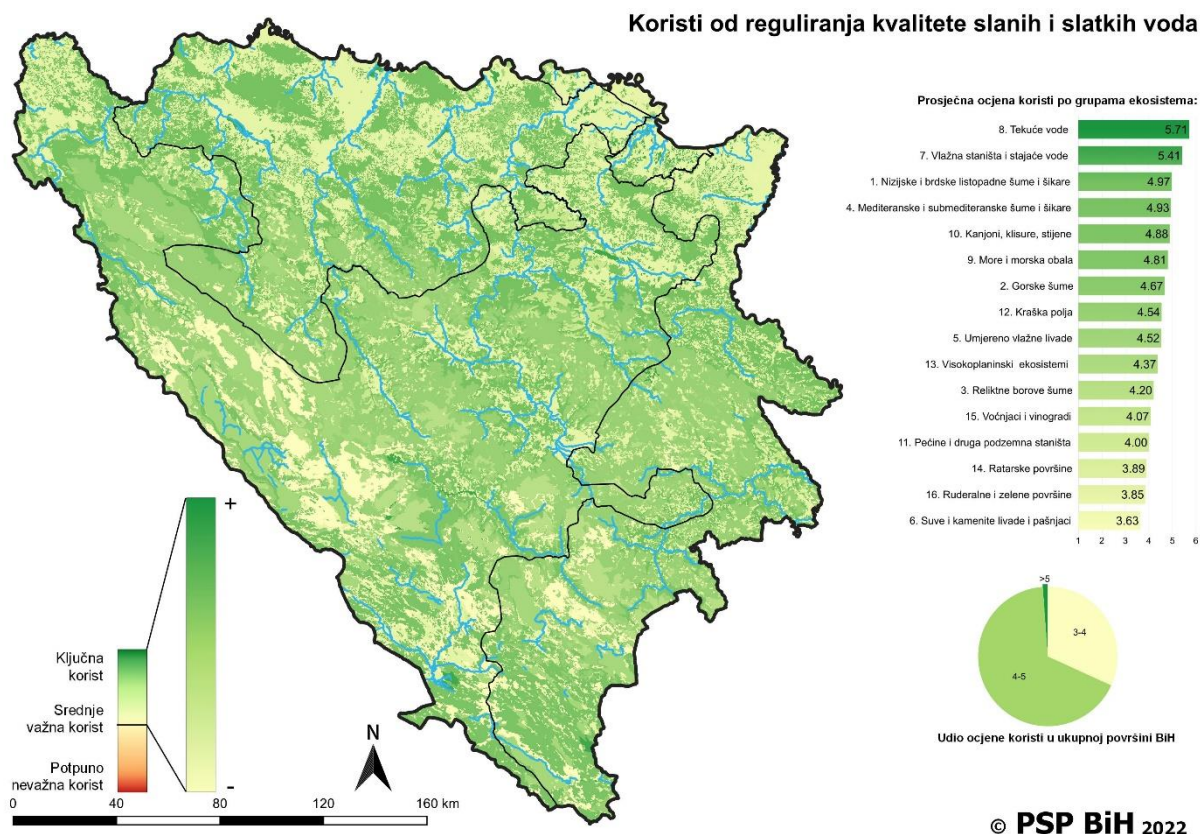 Koristi od reguliranja kvalitete slanih i slatkih voda
Prosječna ocjena koristi po grupama ekosistema:
8. Tekuće vode 5.71
7. Vlažna staništa i stajaće vode 5.41
1. Nizijske i brdske listopadne šume i šikare 4.97
4. Mediteranske i submediteranske šume i šikare 4.93
10. Kanjoni, klisure, stijene 4.88
9. More i morska obala 4.81
2. Gorske šume 4.67
12. Kraška polja 4.54
5. Umjereno vlažne livade 4.52
13. Visokoplaninski ekosistemi 4.37
3. Reliktne borove šume 4.20
15. Voćnjaci i vinogradi 4.07
11. Pećine i druga podzemna staništa 4.00
14. Ratarske površine 3.89
16. Ruderalne i zelene površine 3.85
6. Suve i kamenite livade i pašnjaci 3.63
1 2 3 4 5 6
>5
3-4
4-5
Udio ocjene koristi u ukupnoj površini BiH
+
-
Ključna
korist
Srednje
važna korist
Potpuno
nevažna korist
N
0 40 80 120 160 km
© PSP BiH 2022